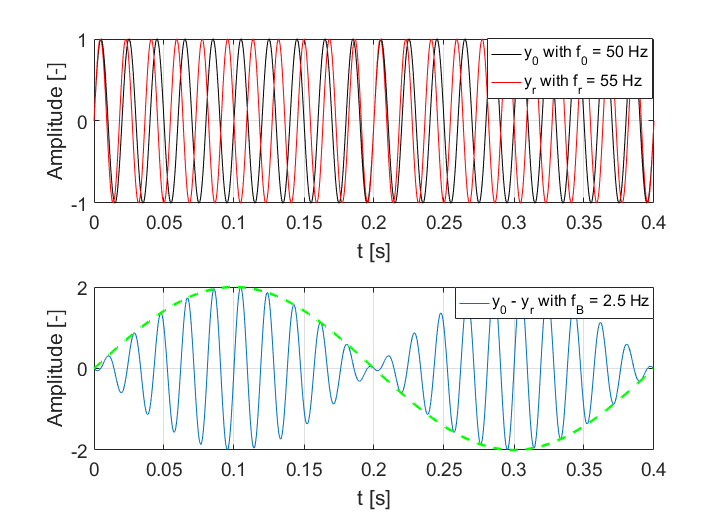 1
y0 with f0 = 50 Hz
yr with fr = 55 Hz
Amplitude [-]
0
-1
0 0.05 0.1 0.15 0.2 0.25 0.3 0.35 0.4
t [s]
2
y0 - yr with fB = 2.5 Hz
Amplitude [-]
0
-2
0 0.05 0.1 0.15 0.2 0.25 0.3 0.35 0.4
t [s]